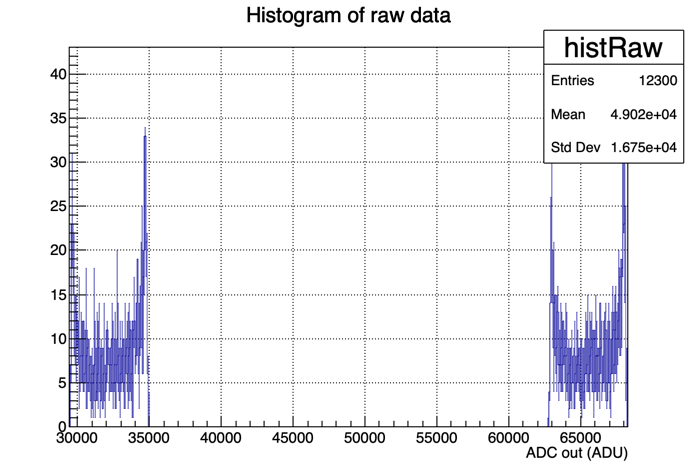 Histogram of raw data
histRaw
Entries 12300
Mean 4.902e+04
Std Dev 1.675e+04
40
35
30
25
20
15
10
5
0
30000 35000 40000 45000 50000 55000 60000 65000
ADC out (ADU)